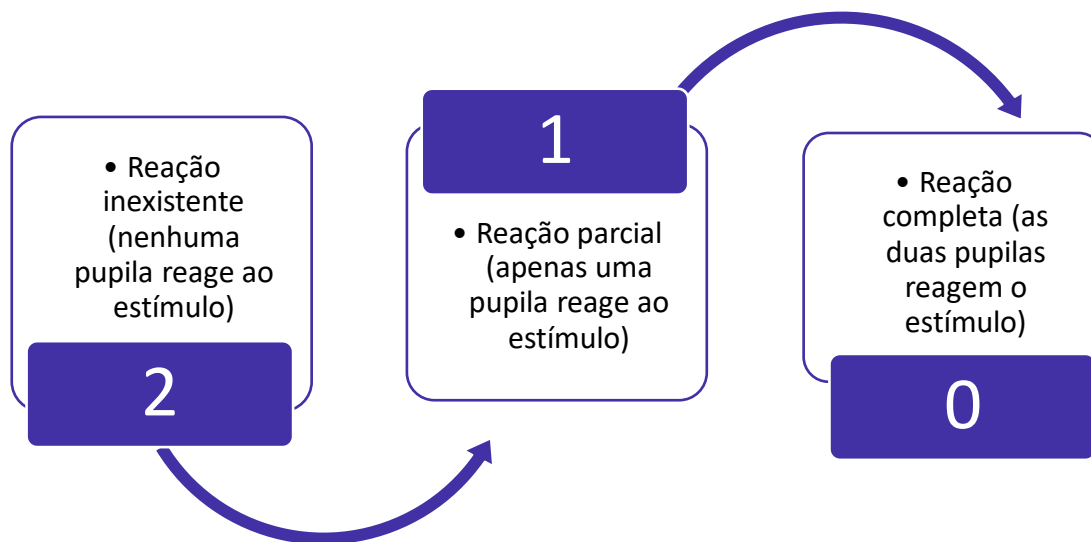 • Reação
inexistente
(nenhuma
pupila reage ao
estímulo)
2
1
• Reação parcial
(apenas uma
pupila reage ao
estímulo)
• Reação
completa (as
duas pupilas
reagem o
estímulo)
0